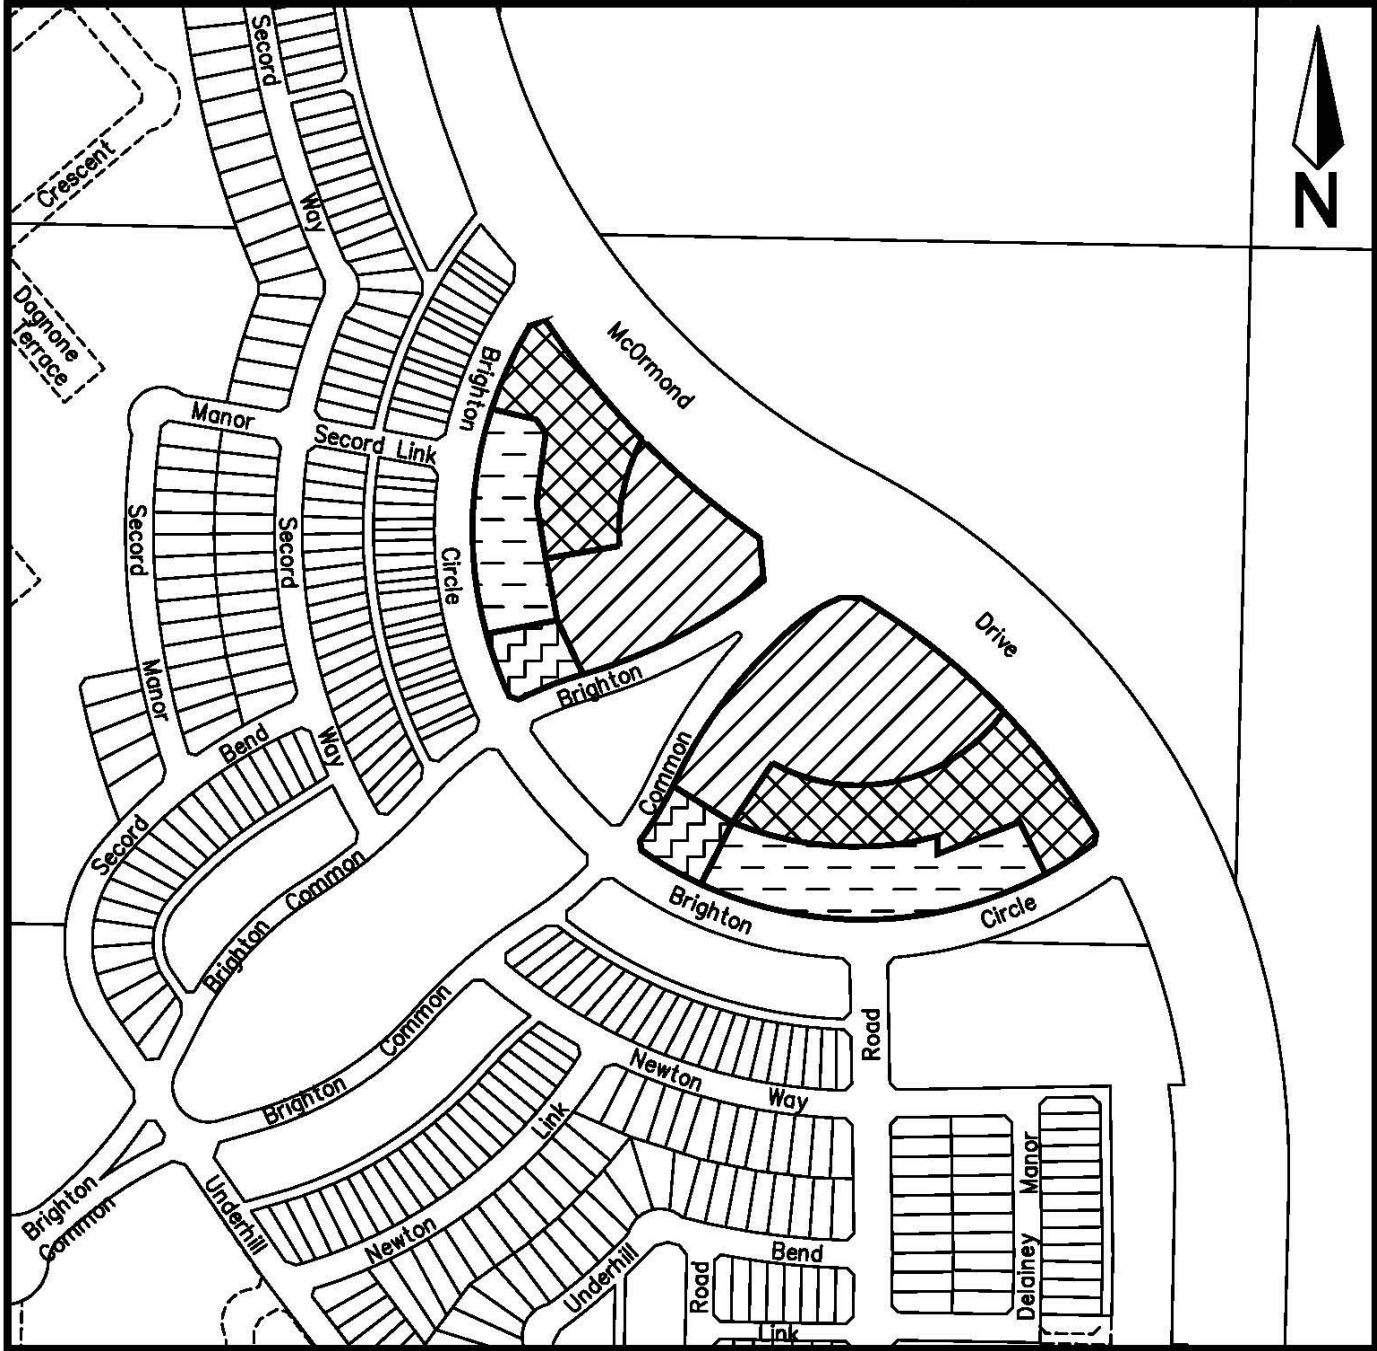 Second
Crescent
Way
N
Dagnone
Terrace
McOrmond
Brighton
Manor
Secord Link
Secord
Secord
Circle
Drive
Manor
Brighton
Bend
Way
Common
Secord
Common
Brighton
Brighton
Circle
Common
Road
Brighton
Newton
Way
Link
Manor
Brighton
Common
Underhill
Newton
Bend
Underhill
Road
Delainey
Link